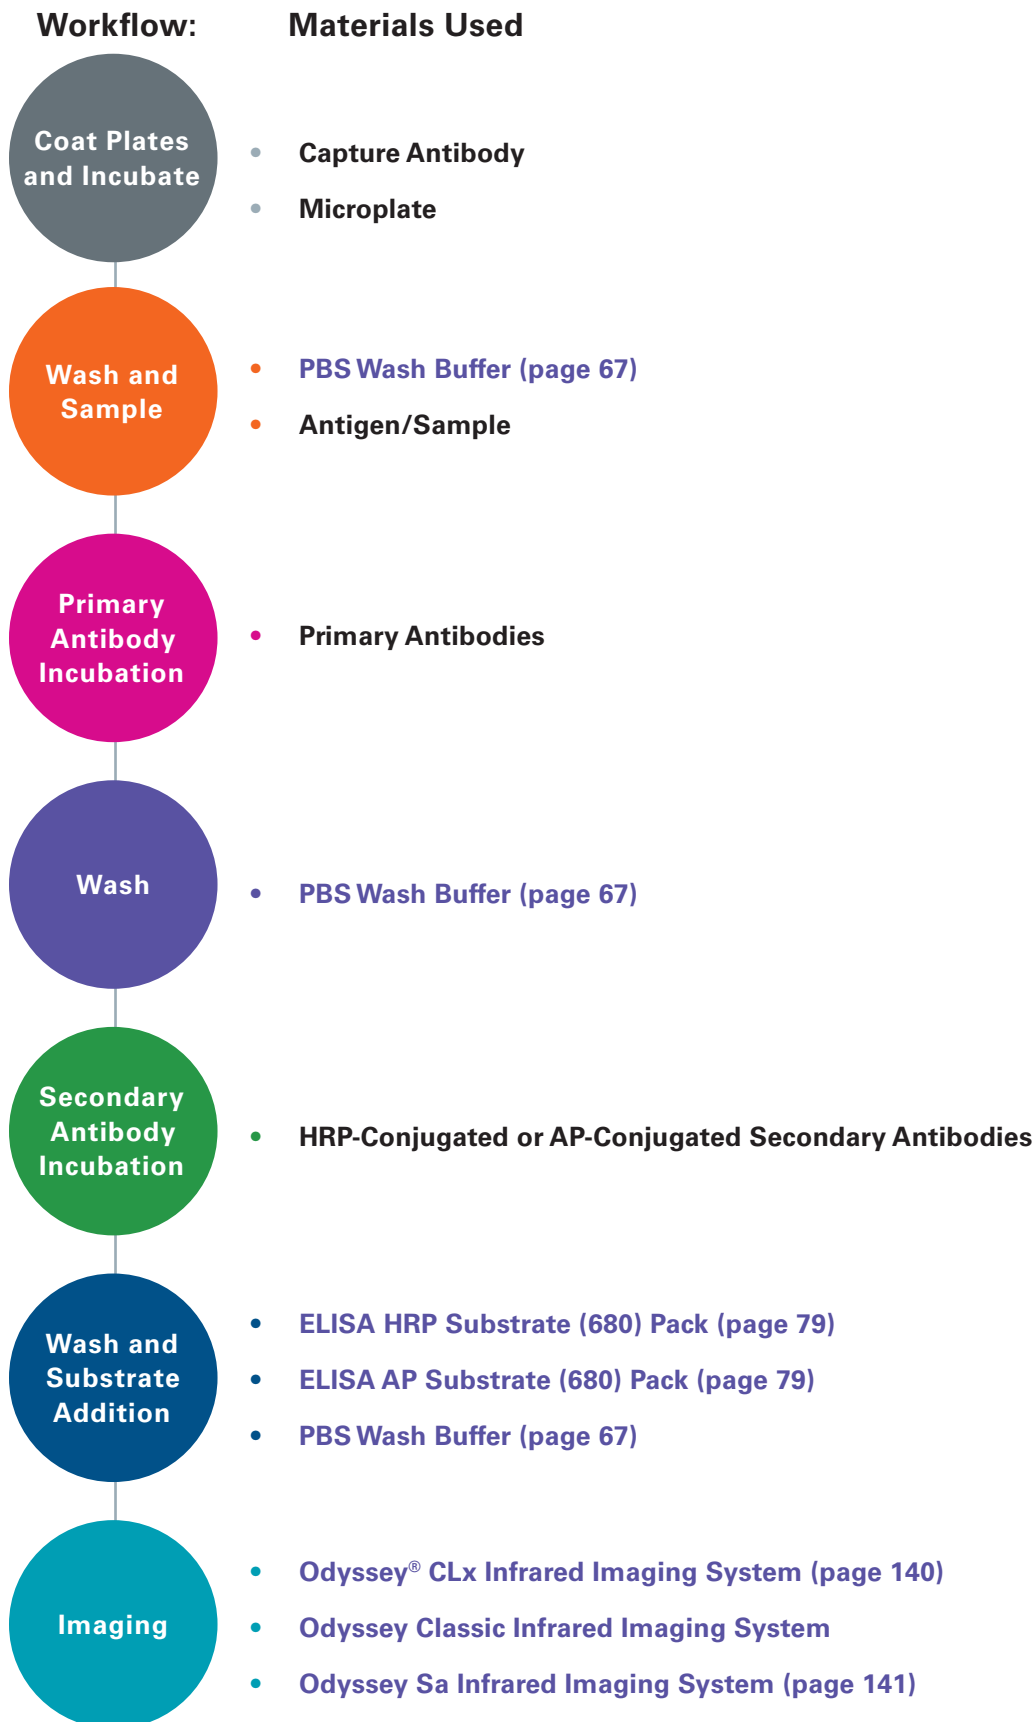 Workflow: Materials Used
Coat Plates
and Incubate
• Capture Antibody
• Microplate
Wash and
Sample
• PBS Wash Buffer (page 67)
• Antigen/Sample
Primary
Antibody
Incubation
• Primary Antibodies
Wash
• PBS Wash Buffer (page 67)
Secondary
Antibody
Incubation
• HRP-Conjugated or AP-Conjugated Secondary Antibodies
Wash and
Substrate
Addition
• ELISA HRP Substrate (680) Pack (page 79)
• ELISA AP Substrate (680) Pack (page 79)
• PBS Wash Buffer (page 67)
Imaging
• Odyssey® CLx Infrared Imaging System (page 140)
• Odyssey Classic Infrared Imaging System
• Odyssey Sa Infrared Imaging System (page 141)